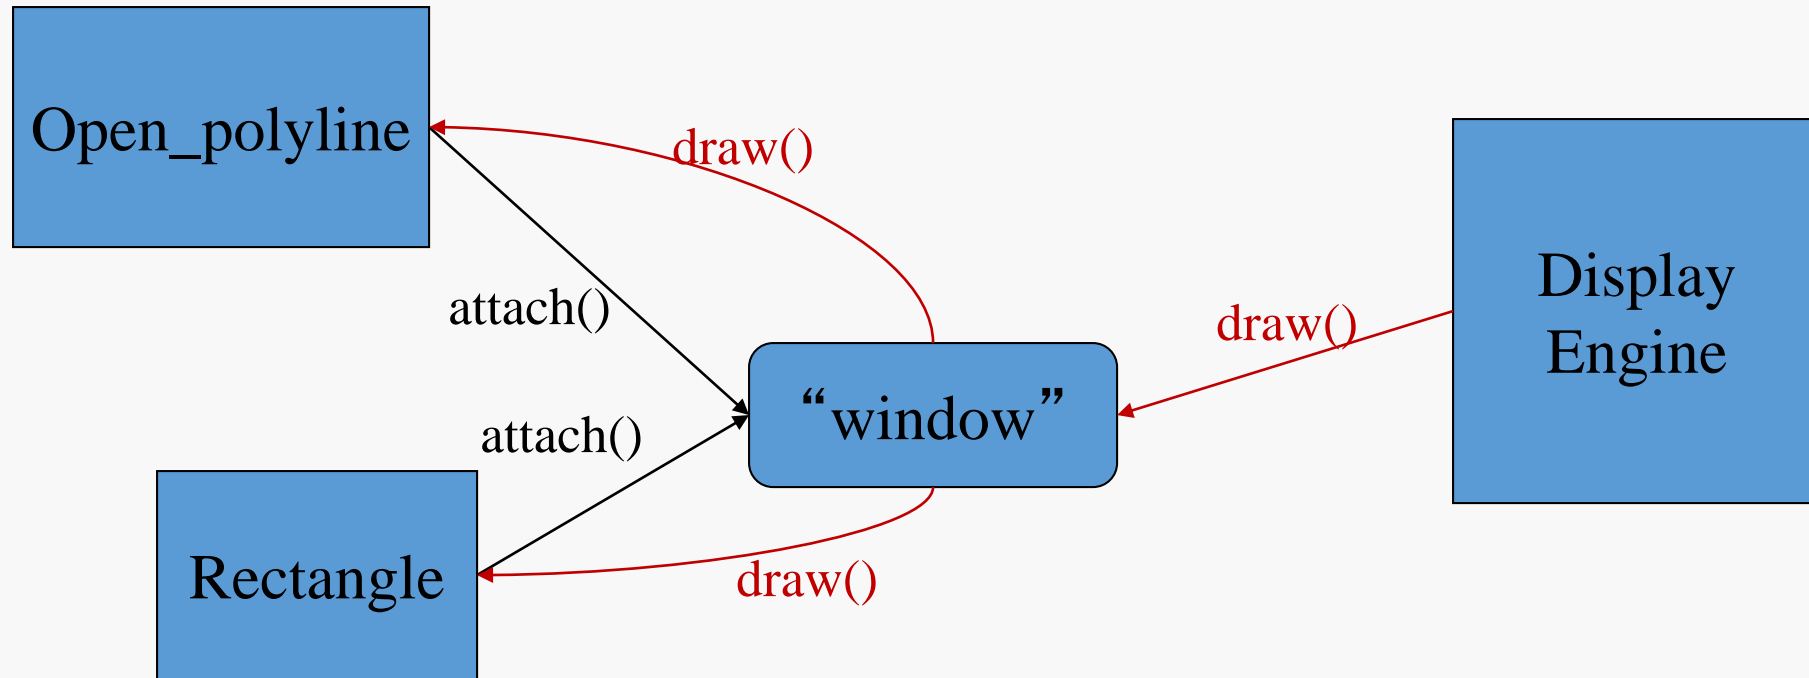 Open_polyline
draw()
attach()
draw()
Display
Engine
“window”
attach()
Rectangle
draw()